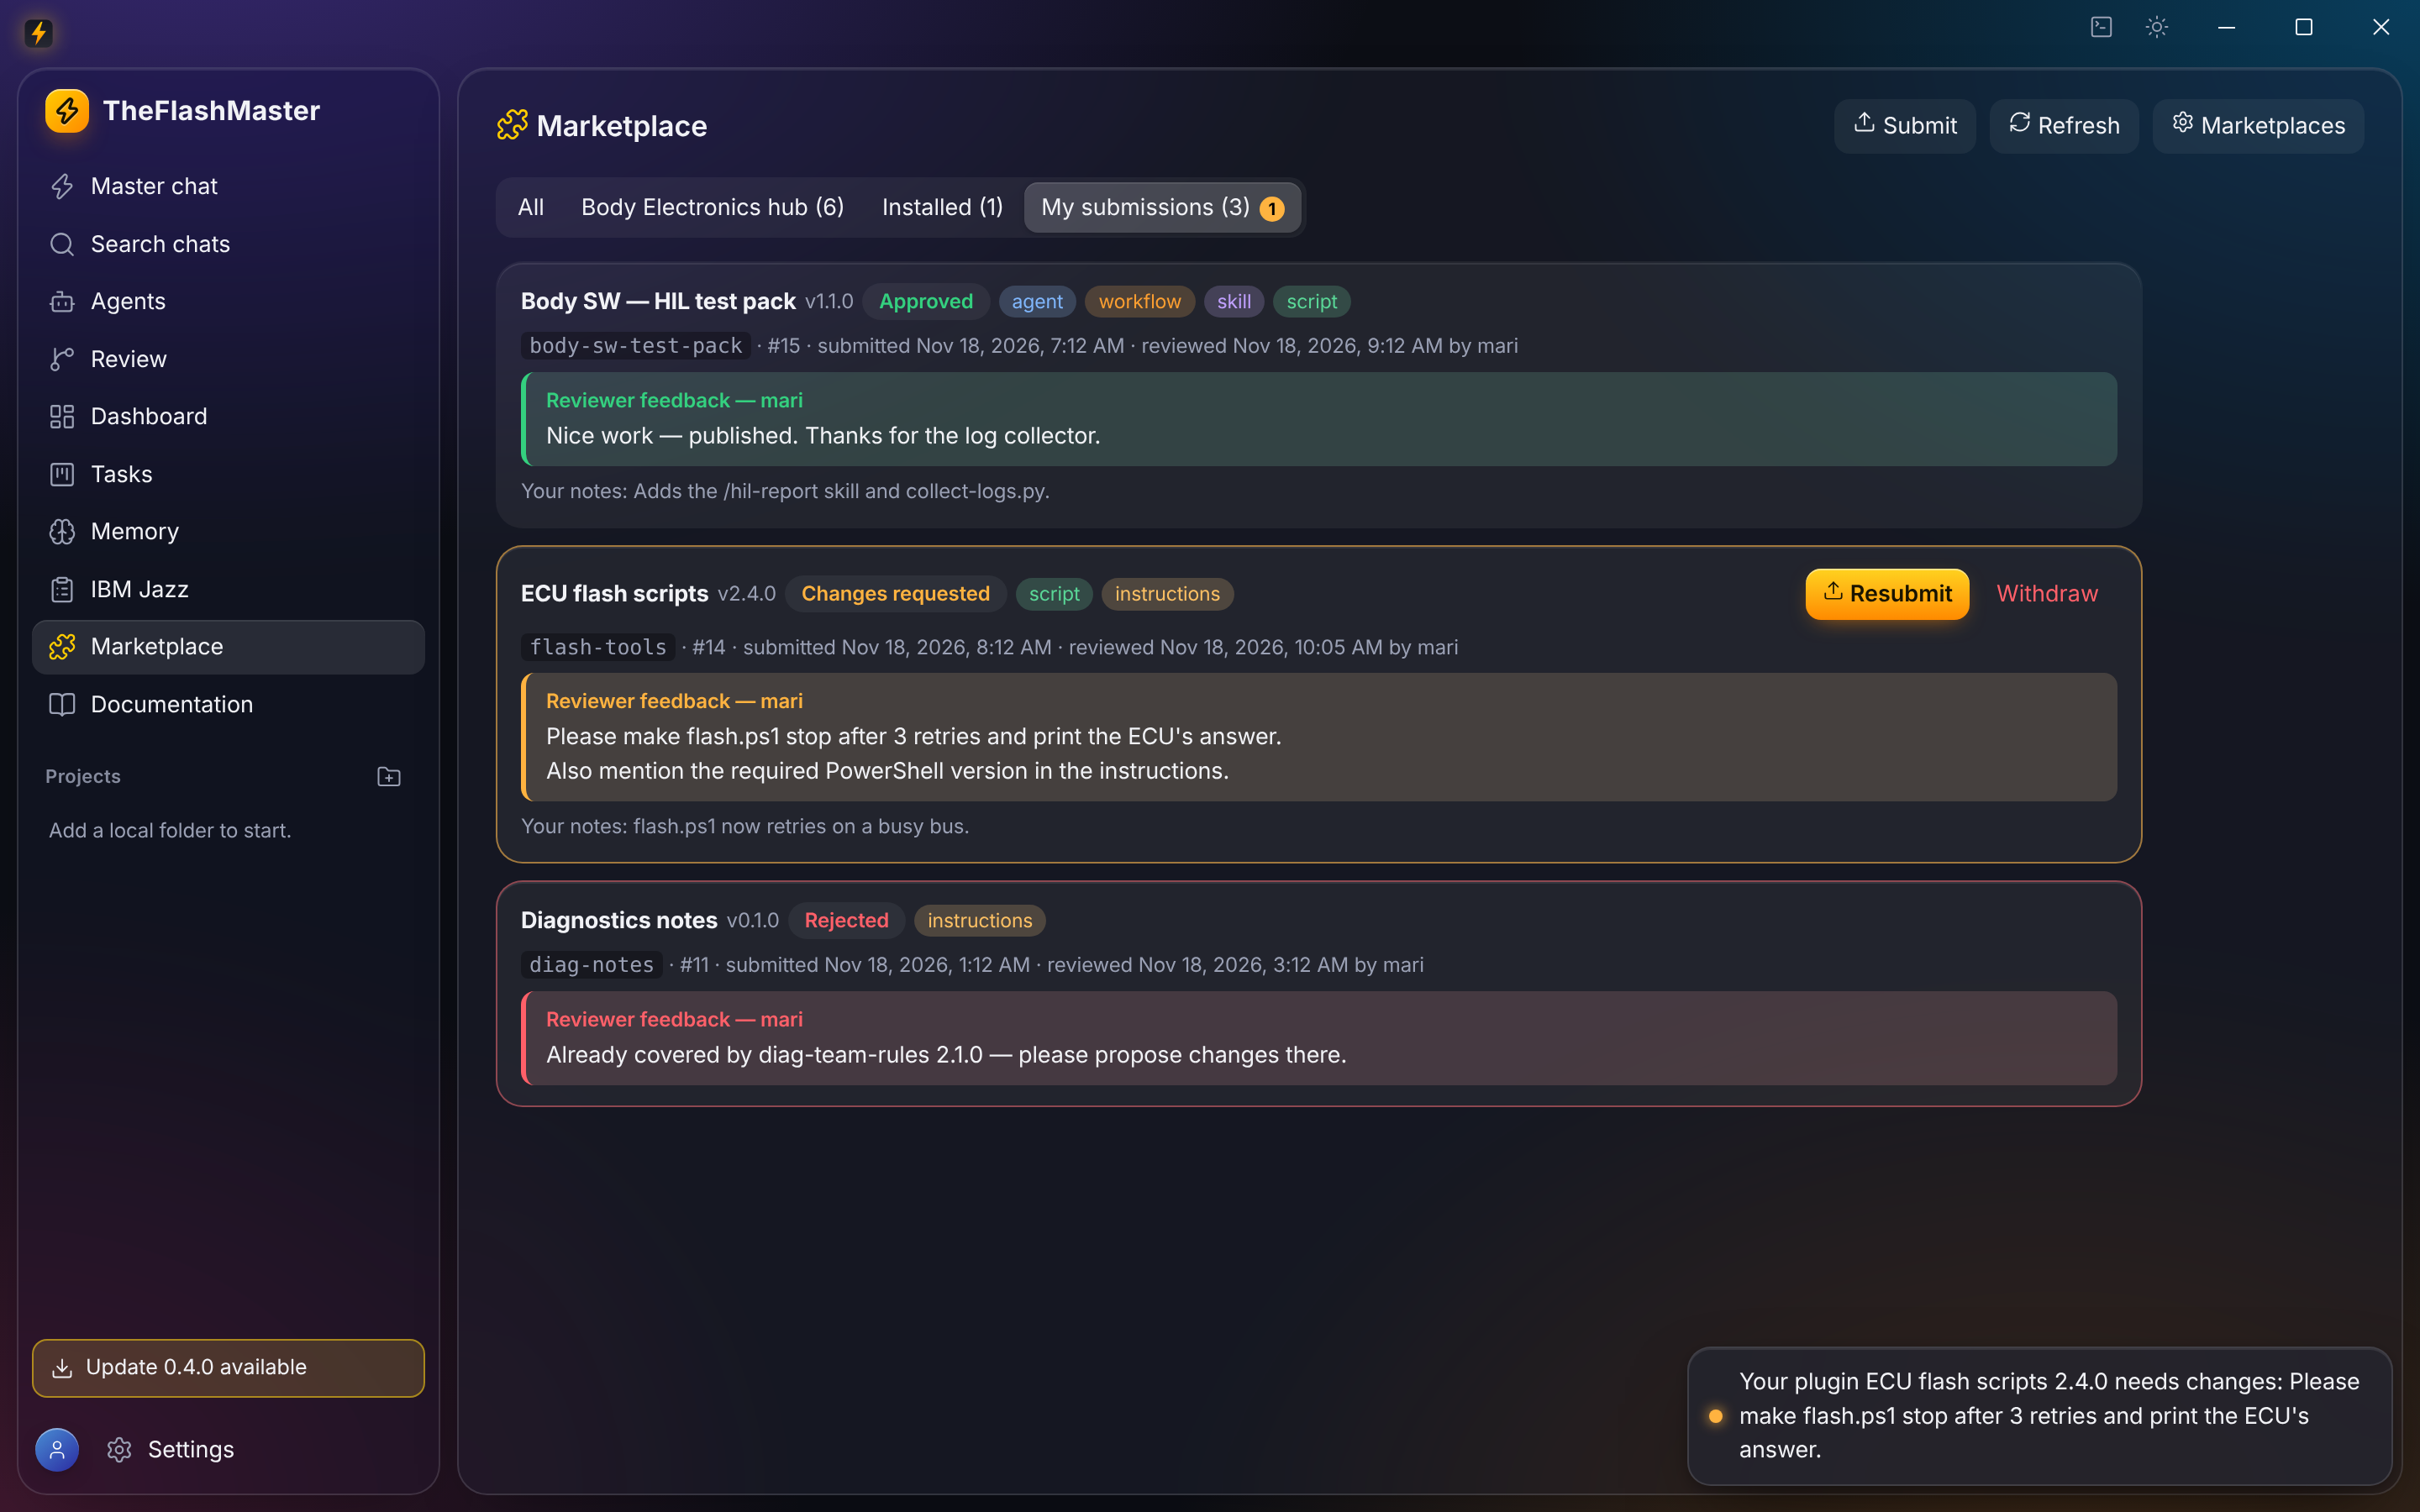 TheFlashMaster
Master chat
Search chats
Agents
Review
Dashboard
Tasks
Memory
IBM Jazz
Marketplace
Documentation
Projects
Add a local folder to start.
Update 0.4.0 available
Settings
Marketplace
Submit
Refresh
Marketplaces
All
Body Electronics hub (6)
Installed (1)
My submissions (3) 1
Body SW — HIL test pack v1.1.0 Approved agent workflow skill script
body-sw-test-pack · #15 · submitted Nov 18, 2026, 7:12 AM · reviewed Nov 18, 2026, 9:12 AM by mari
Reviewer feedback — mari
Nice work — published. Thanks for the log collector.
Your notes: Adds the /hil-report skill and collect-logs.py.
ECU flash scripts v2.4.0 Changes requested script instructions
Resubmit
Withdraw
flash-tools · #14 · submitted Nov 18, 2026, 8:12 AM · reviewed Nov 18, 2026, 10:05 AM by mari
Reviewer feedback — mari
Please make flash.ps1 stop after 3 retries and print the ECU's answer.
Also mention the required PowerShell version in the instructions.
Your notes: flash.ps1 now retries on a busy bus.
Diagnostics notes v0.1.0 Rejected instructions
diag-notes · #11 · submitted Nov 18, 2026, 1:12 AM · reviewed Nov 18, 2026, 3:12 AM by mari
Reviewer feedback — mari
Already covered by diag-team-rules 2.1.0 — please propose changes there.
Your plugin ECU flash scripts 2.4.0 needs changes: Please
make flash.ps1 stop after 3 retries and print the ECU's
answer.